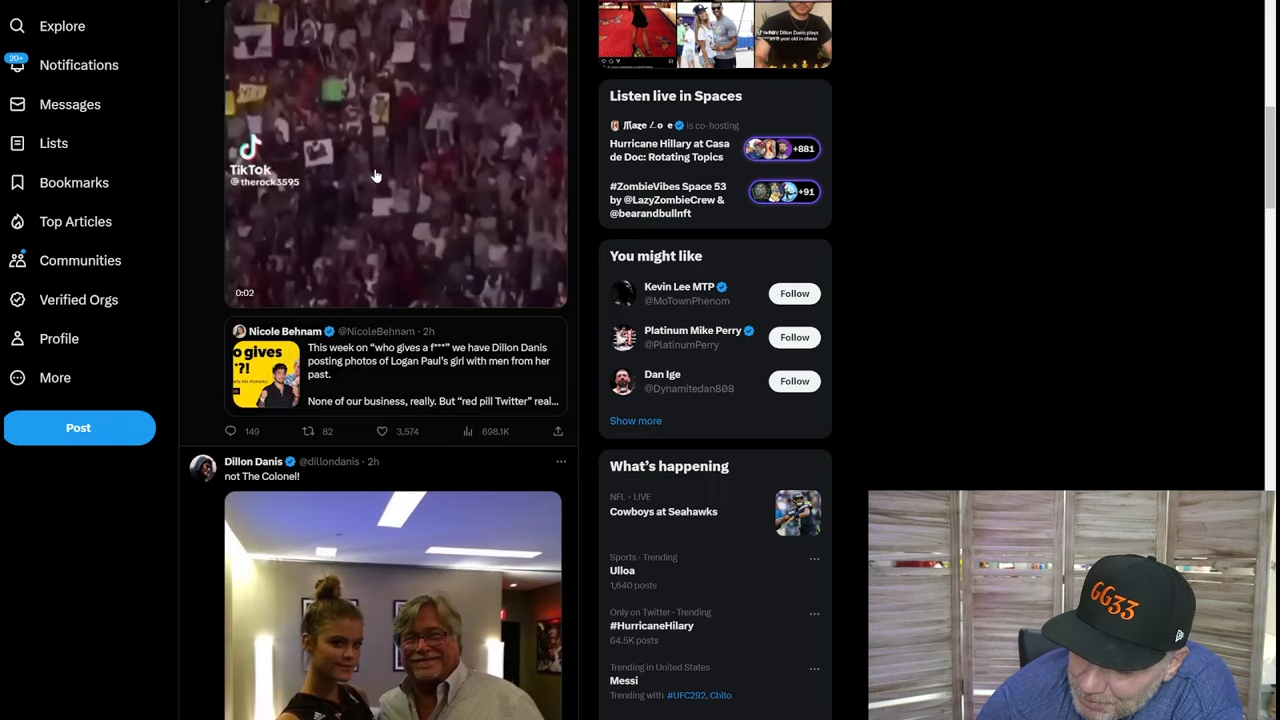 Explore
20+
Notifications
Messages
Lists
Bookmarks
Top Articles
Communities
Verified Orgs
Profile
More
Post
TikTok
@therock3595
0:02
Nicole Behnam @NicoleBehnam · 2h
This week on “who gives a f***” we have Dillon Danis
posting photos of Logan Paul’s girl with men from her
past.
None of our business, really. But “red pill Twitter” real...
o gives
*?!
149
82
3,574
698.1K
Dillon Danis @dillondanis · 2h
not The Colonel!
Listen live in Spaces
is co-hosting
Hurricane Hillary at Casa
de Doc: Rotating Topics
+881
#ZombieVibes Space 53
by @LazyZombieCrew &
@bearandbullnft
+91
You might like
Kevin Lee MTP
@MoTownPhenom
Follow
Platinum Mike Perry
@PlatinumPerry
Follow
Dan Ige
@Dynamitedan808
Follow
Show more
What’s happening
NFL · LIVE
Cowboys at Seahawks
Sports · Trending
Ulloa
1,640 posts
Only on Twitter · Trending
#HurricaneHilary
64.5K posts
Trending in United States
Messi
Trending with #UFC292, Chito
GG33